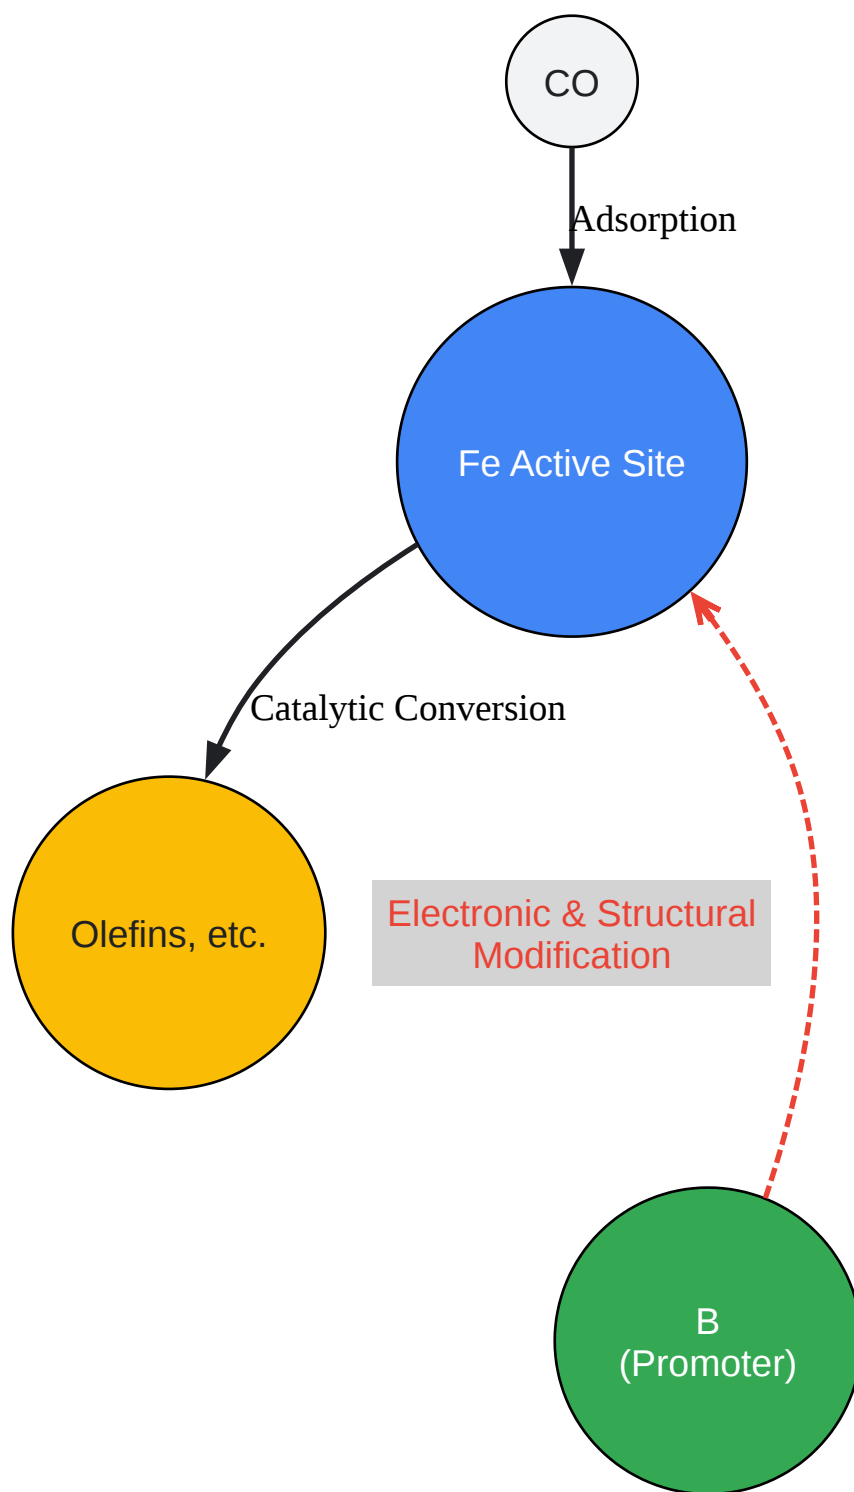 CO
Adsorption
Fe Active Site
Catalytic Conversion
Electronic & Structural
Modification
Olefins, etc.
B
(Promoter)